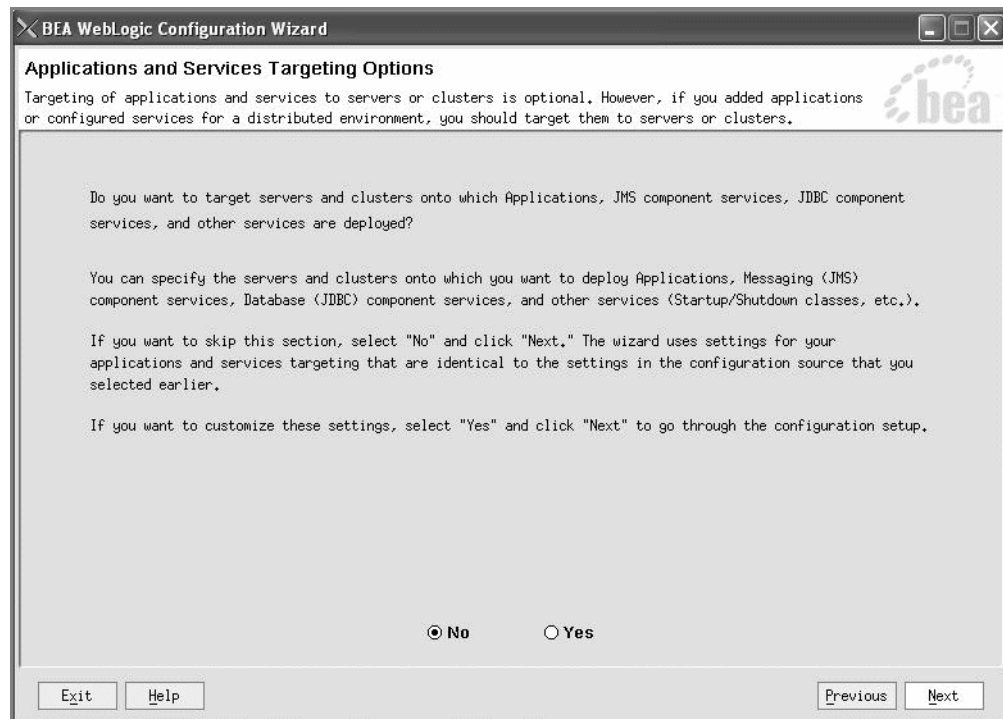 BEA WebLogic Configuration Wizard
Applications and Services Targeting Options
Targeting of applications and services to servers or clusters is optional. However, if you added applications
or configured services for a distributed environment, you should target them to servers or clusters.
bea
Do you want to target servers and clusters onto which Applications, JMS component services, JDBC component
services, and other services are deployed?
You can specify the servers and clusters onto which you want to deploy Applications, Messaging (JMS)
component services, Database (JDBC) component services, and other services (Startup/Shutdown classes, etc.).
If you want to skip this section, select "No" and click "Next." The wizard uses settings for your
applications and services targeting that are identical to the settings in the configuration source that you
selected earlier.
If you want to customize these settings, select "Yes" and click "Next" to go through the configuration setup.
No Yes
Exit Help Previous Next